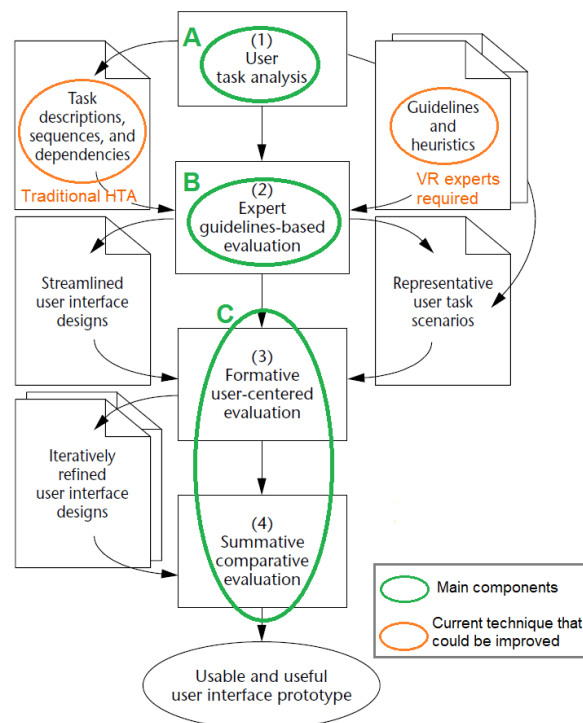 A
(1)
User
task analysis
Task
descriptions,
sequences, and
dependencies
Traditional HTA
Guidelines
and
heuristics
VR experts
required
B
(2)
Expert
guidelines-based
evaluation
Streamlined
user interface
designs
Representative
user task
scenarios
C
(3)
Formative
user-centered
evaluation
Iteratively
refined
user interface
designs
(4)
Summative
comparative
evaluation
Usable and useful
user interface prototype
Main components
Current technique that
could be improved